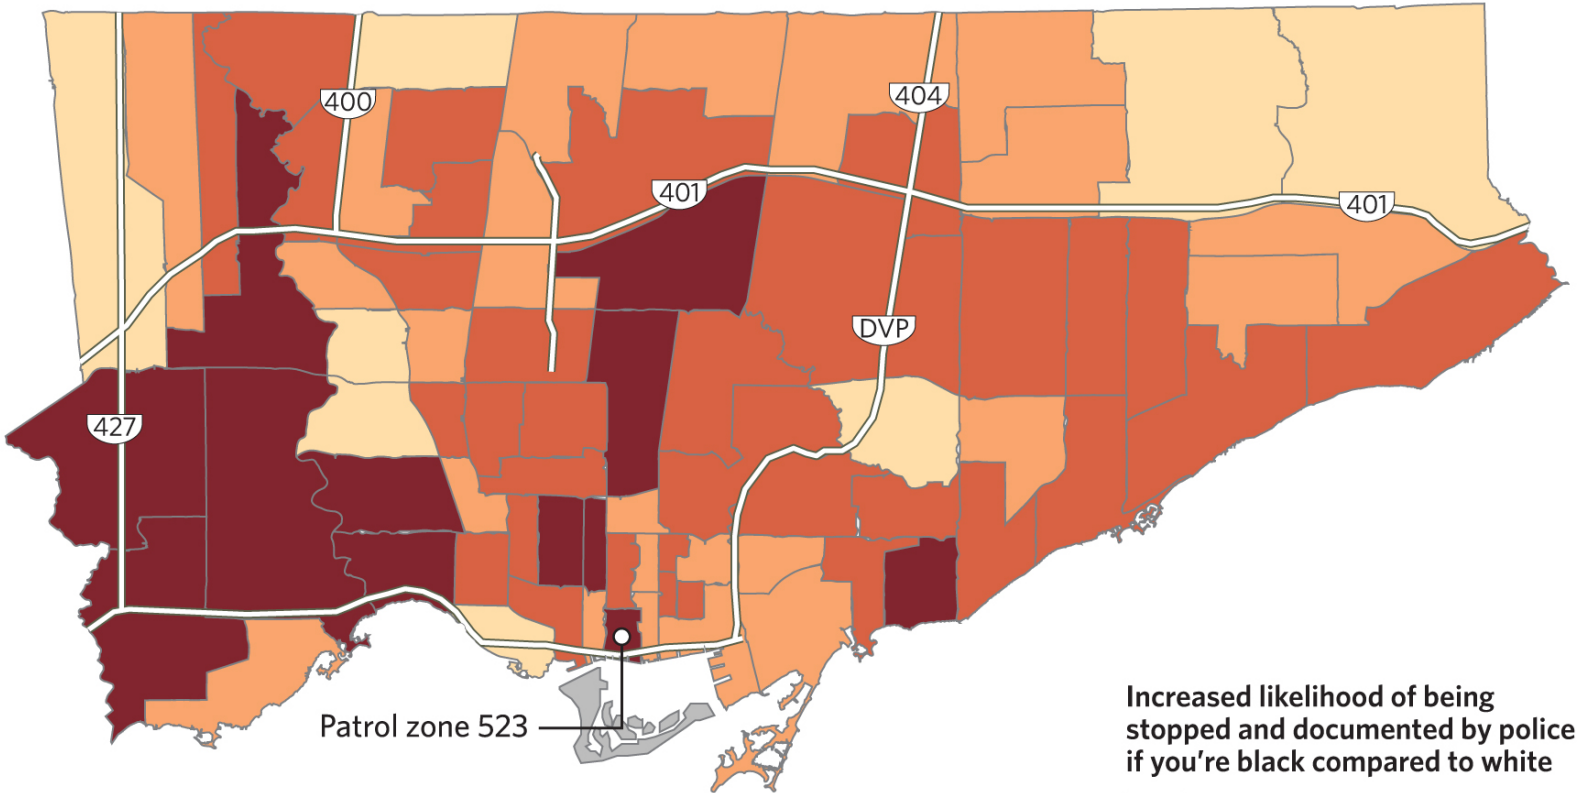 400
404
401
401
DVP
427
Patrol zone 523
Increased likelihood of being
stopped and documented by police
if you're black compared to white